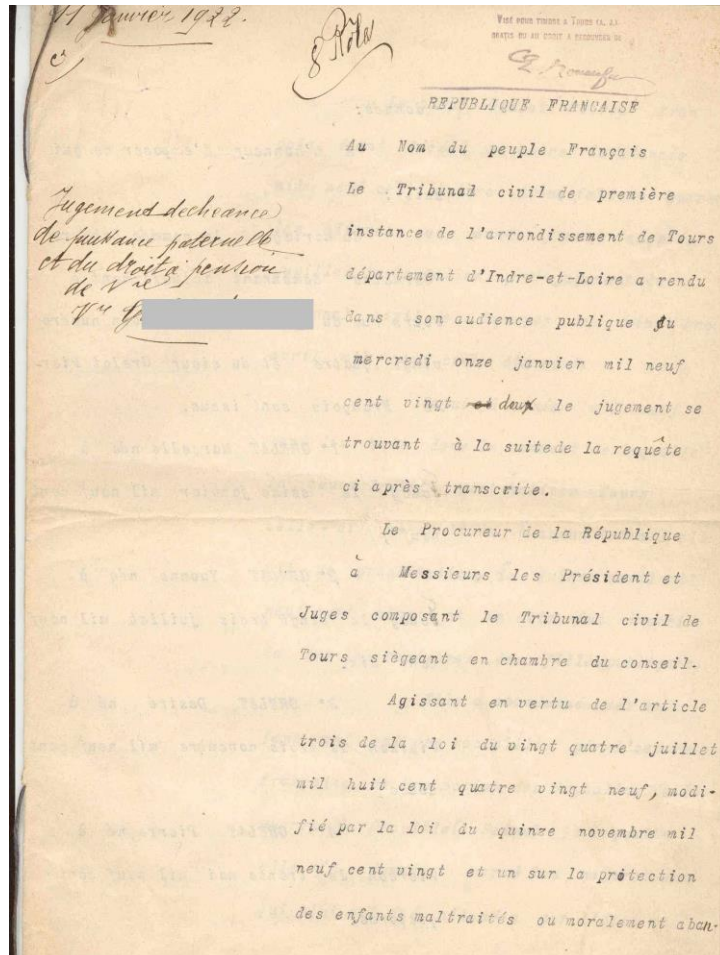 11 janvier 1922.
VISÉ POUR TIMBRE A TOURS
REPUBLIQUE FRANCAISE
Au Nom du peuple Français
Le Tribunal civil de première
instance de l'arrondissement de Tours
département d'Indre-et-Loire a rendu
dans son audience publique du
mercredi onze janvier mil neuf
cent vingt et deux le jugement se
trouvant à la suitede la requête
ci après transcrite.
Jugement decheance
de puissance paternelle
et du droit à pension
de Vve
Le Procureur de la République
à Messieurs les Président et
Juges composant le Tribunal civil de
Tours siègeant en chambre du conseil.
Agissant en vertu de l'article
trois de la loi du vingt quatre juillet
mil huit cent quatre vingt neuf, modi-
fié par la loi du quinze novembre mil
neuf cent vingt et un sur la protection
des enfants maltraités ou moralement aban-